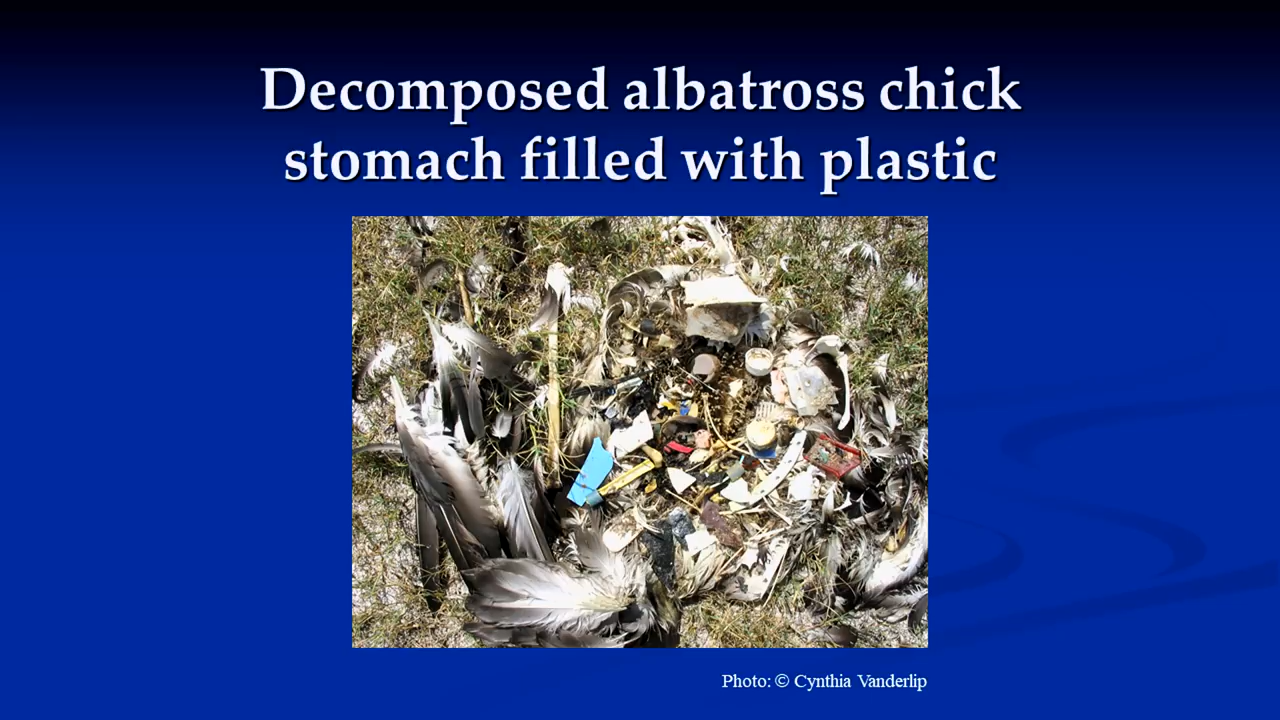 Decomposed albatross chick
stomach filled with plastic
Photo: © Cynthia Vanderlip